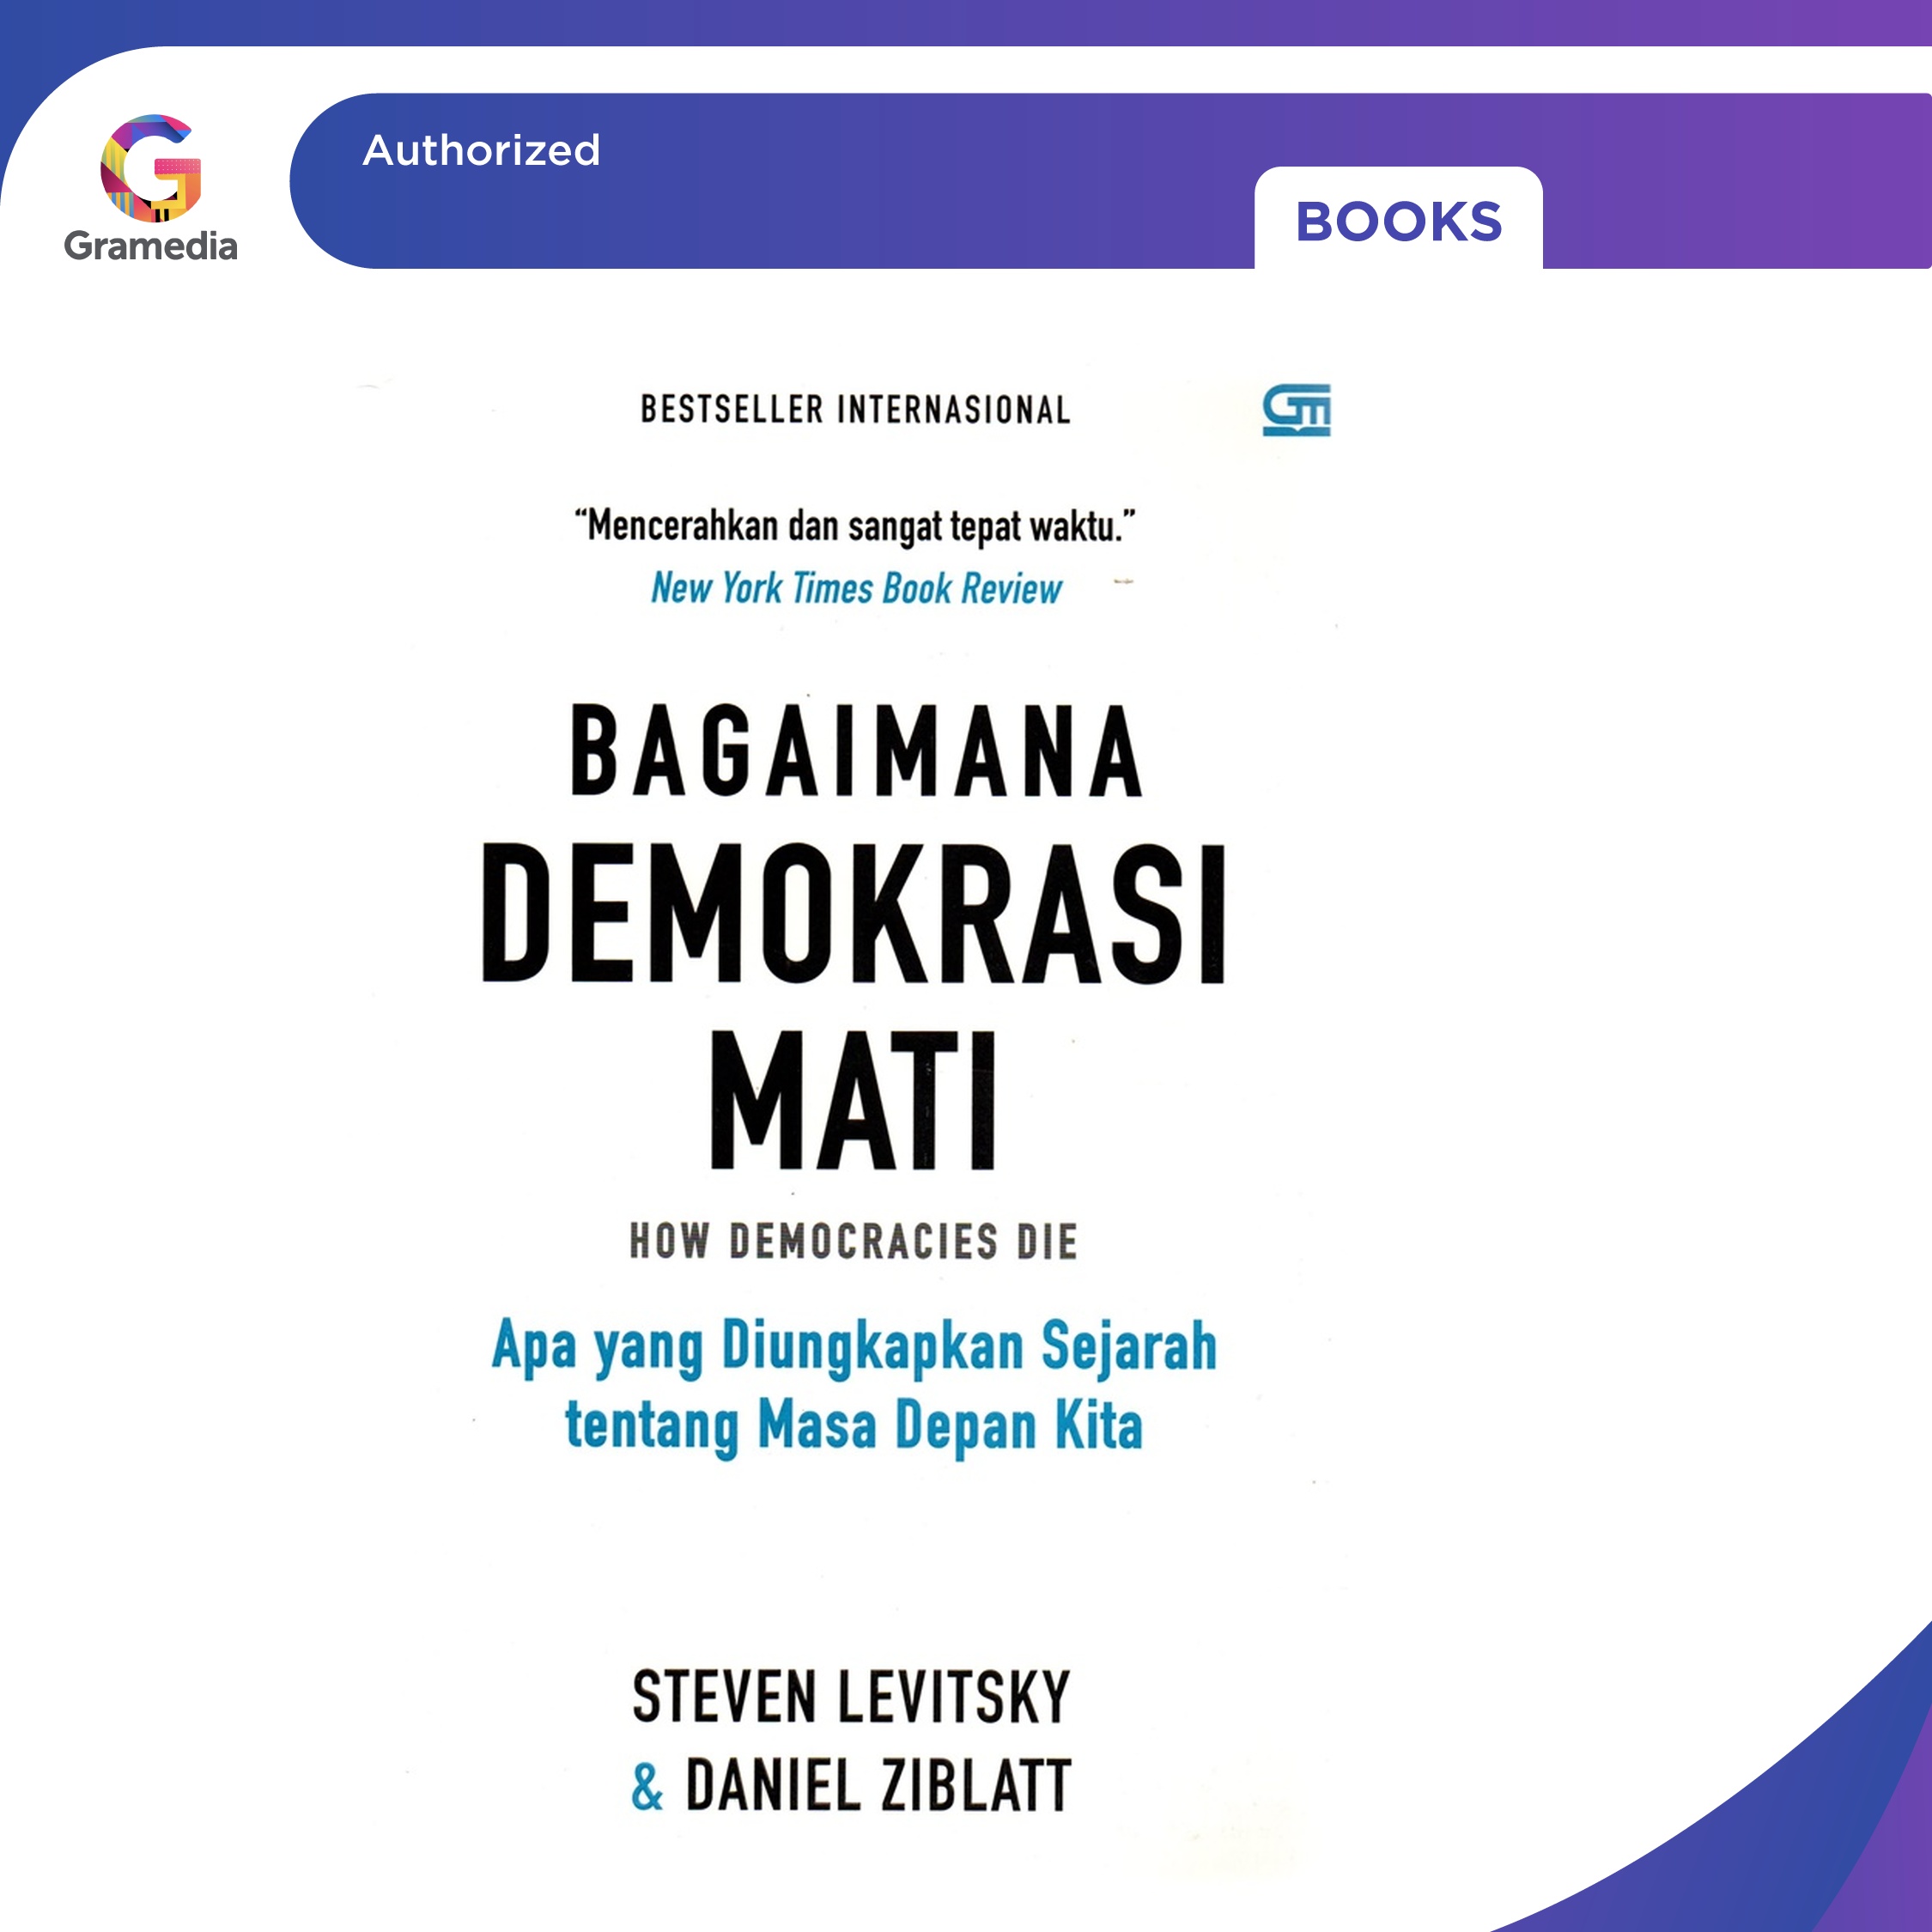 Gramedia
Authorized
BOOKS
BESTSELLER INTERNASIONAL
Gm
“Mencerahkan dan sangat tepat waktu.”
New York Times Book Review
BAGAIMANA
DEMOKRASI
MATI
HOW DEMOCRACIES DIE
Apa yang Diungkapkan Sejarah
tentang Masa Depan Kita
STEVEN LEVITSKY
& DANIEL ZIBLATT